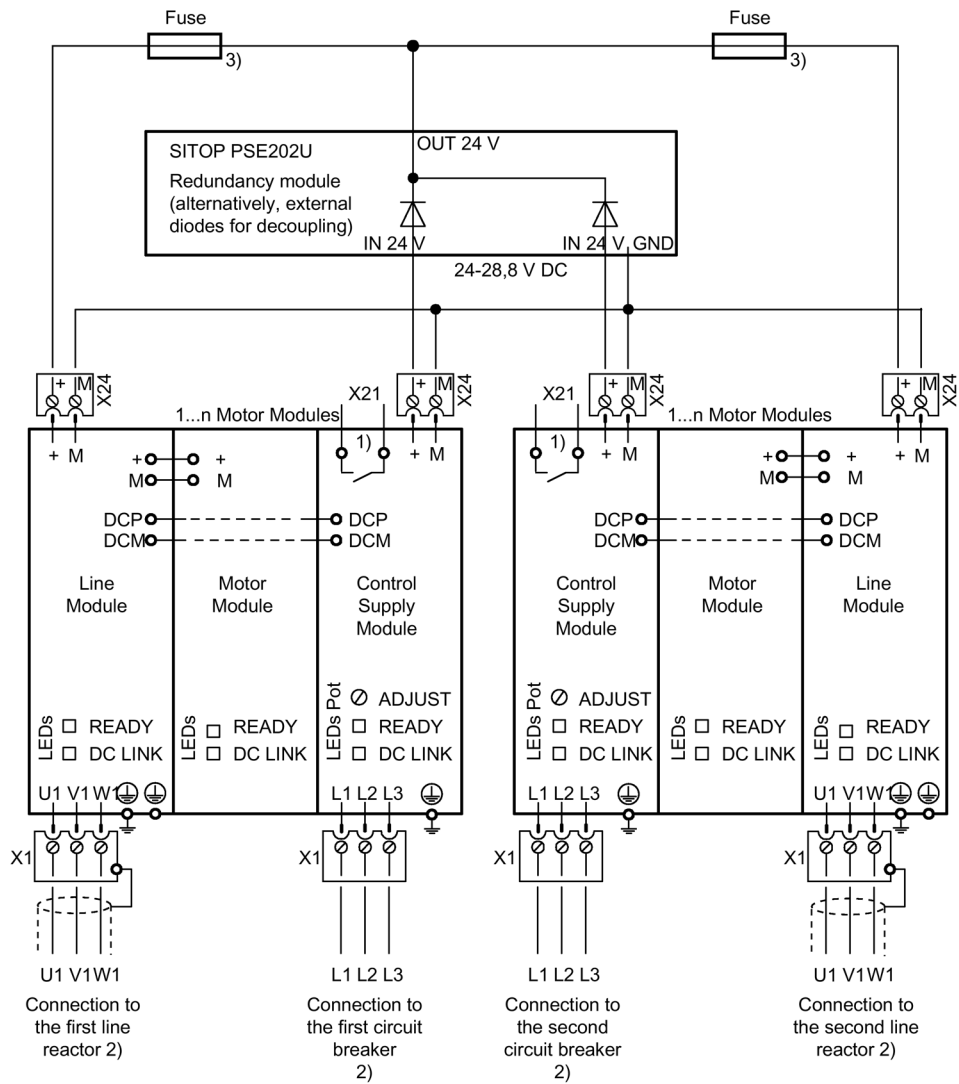 Fuse
Fuse
3)
3)
OUT 24 V
SITOP PSE202U
Redundancy module
(alternatively, external
diodes for decoupling)
IN 24 V
IN 24 V
GND
24-28,8 V DC
+ M
X24
X21
+ M
X24
X21
+ M
X24
+ M
X24
1...n Motor Modules
1...n Motor Modules
+ M
1)
+ M
1)
+ M
+ M
+ +
M M
+ +
M M
DCP
DCP
DCP
DCP
DCM
DCM
DCM
DCM
Line
Module
Motor
Module
Control
Supply
Module
Control
Supply
Module
Motor
Module
Line
Module
LEDs
READY
DC LINK
LEDs
READY
DC LINK
LEDs Pot
ADJUST
READY
DC LINK
LEDs Pot
ADJUST
READY
DC LINK
LEDs
READY
DC LINK
LEDs
READY
DC LINK
U1 V1 W1
L1 L2 L3
L1 L2 L3
U1 V1 W1
X1
X1
X1
X1
U1 V1 W1
L1 L2 L3
L1 L2 L3
U1 V1 W1
Connection to
the first line
reactor 2)
Connection to
the first circuit
breaker
2)
Connection to
the second
circuit breaker
2)
Connection to
the second line
reactor 2)